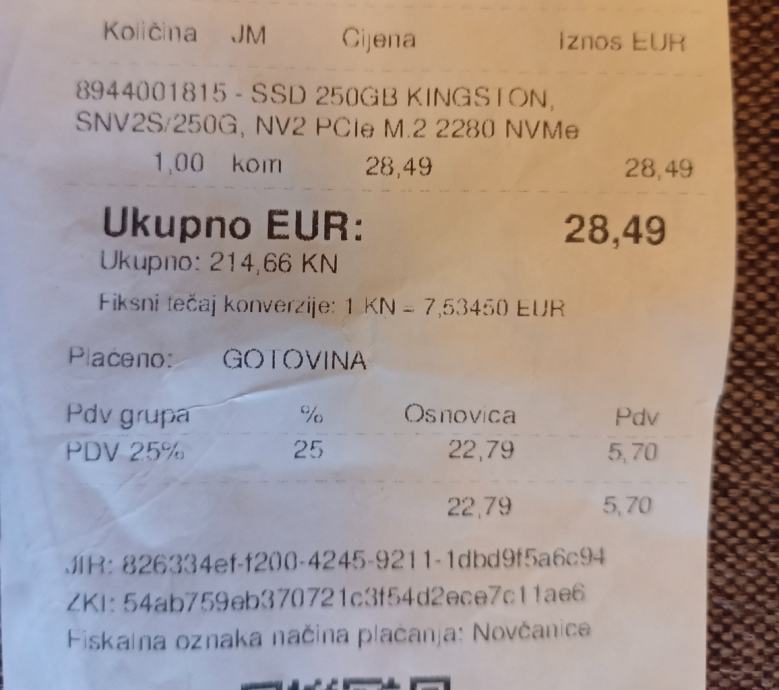 Količina JM Cijena Iznos EUR
8944001815 - SSD 250GB KINGSTON,
SNV2S/250G, NV2 PCIe M.2 2280 NVMe
1,00 kom 28,49 28,49
Ukupno EUR: 28,49
Ukupno: 214,66 KN
Fiksni tečaj konverzije: 1 KN = 7,53450 EUR
Plaćeno: GOTOVINA
Pdv grupa % Osnovica Pdv
PDV 25% 25 22,79 5,70
22,79 5,70
JIR: 826334ef-f200-4245-9211-1dbd9f5a6c94
ZKI: 54ab759eb370721c3f54d2ece7c11ae6
Fiskalna oznaka načina plaćanja: Novčanice